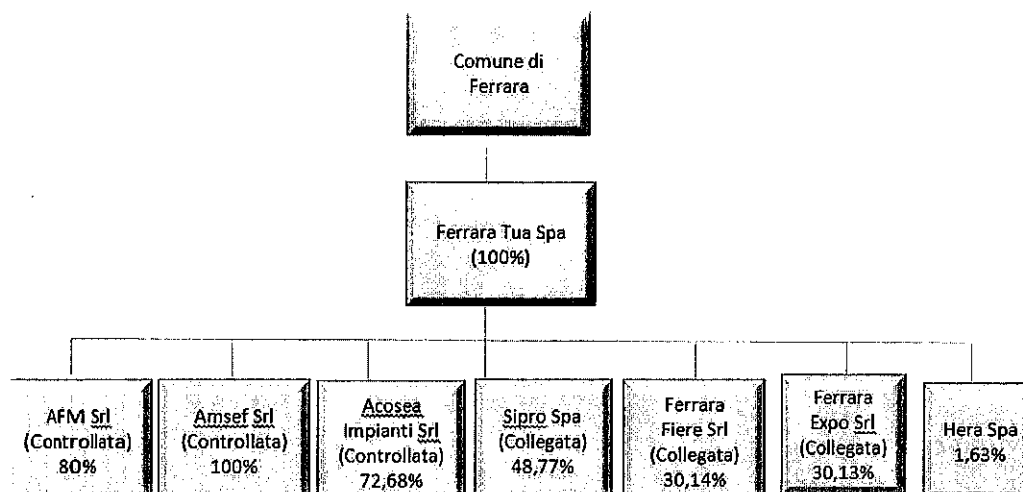 Comune di
Ferrara
Ferrara Tua Spa
(100%)
AFM Srl
(Controllata)
80%
Amsef Srl
(Controllata)
100%
Acosea
Impianti Srl
(Controllata)
72,68%
Sipro Spa
(Collegata)
48,77%
Ferrara
Fiere Srl
(Collegata)
30,14%
Ferrara
Expo Srl
(Collegata)
30,13%
Hera Spa
1,63%